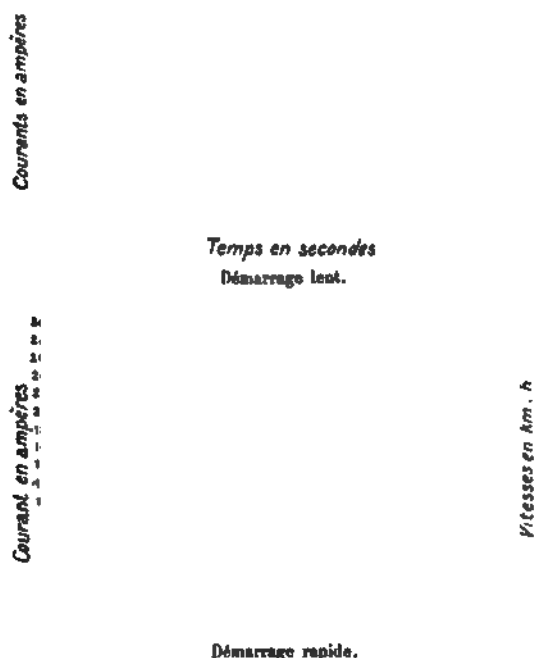 Courants en ampères
Temps en secondes
Démarrage lent.
Courant en ampères
Vitesses en km. h
Démarrage rapide.